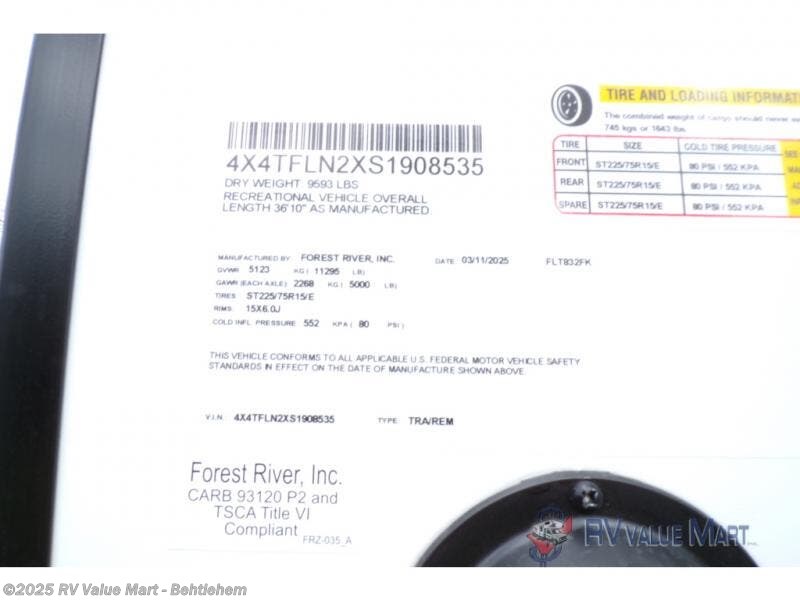 4X4TFLN2XS1908535
DRY WEIGHT: 9593 LBS
RECREATIONAL VEHICLE OVERALL
LENGTH 36'10" AS MANUFACTURED
TIRE AND LOADING INFORMAT
The combined weight of cargo should never
745 kgs or 1643 lbs.
TIRE SIZE COLD TIRE PRESSURE SEE
FRONT ST225/75R15/E 80 PSI / 552 KPA
REAR ST225/75R15/E 80 PSI / 552 KPA
SPARE ST225/75R15/E 80 PSI / 552 KPA
MANUFACTURED BY: FOREST RIVER, INC. DATE: 03/11/2025 FLT832FK
GVWR 5123 KG ( 11295 LB)
GAWR (EACH AXLE) 2268 KG ( 5000 LB)
TIRES ST225/75R15/E
RIMS: 15X6.0J
COLD INFL PRESSURE 552 KPA ( 80 PSI)
THIS VEHICLE CONFORMS TO ALL APPLICABLE U.S. FEDERAL MOTOR VEHICLE SAFETY
STANDARDS IN EFFECT ON THE DATE OF MANUFACTURE SHOWN ABOVE.
V.I.N. 4X4TFLN2XS1908535 TYPE: TRA/REM
Forest River, Inc.
CARB 93120 P2 and
TSCA Title VI
Compliant FRZ-035_A
RV VALUE MART
©2025 RV Value Mart - Behtlehem